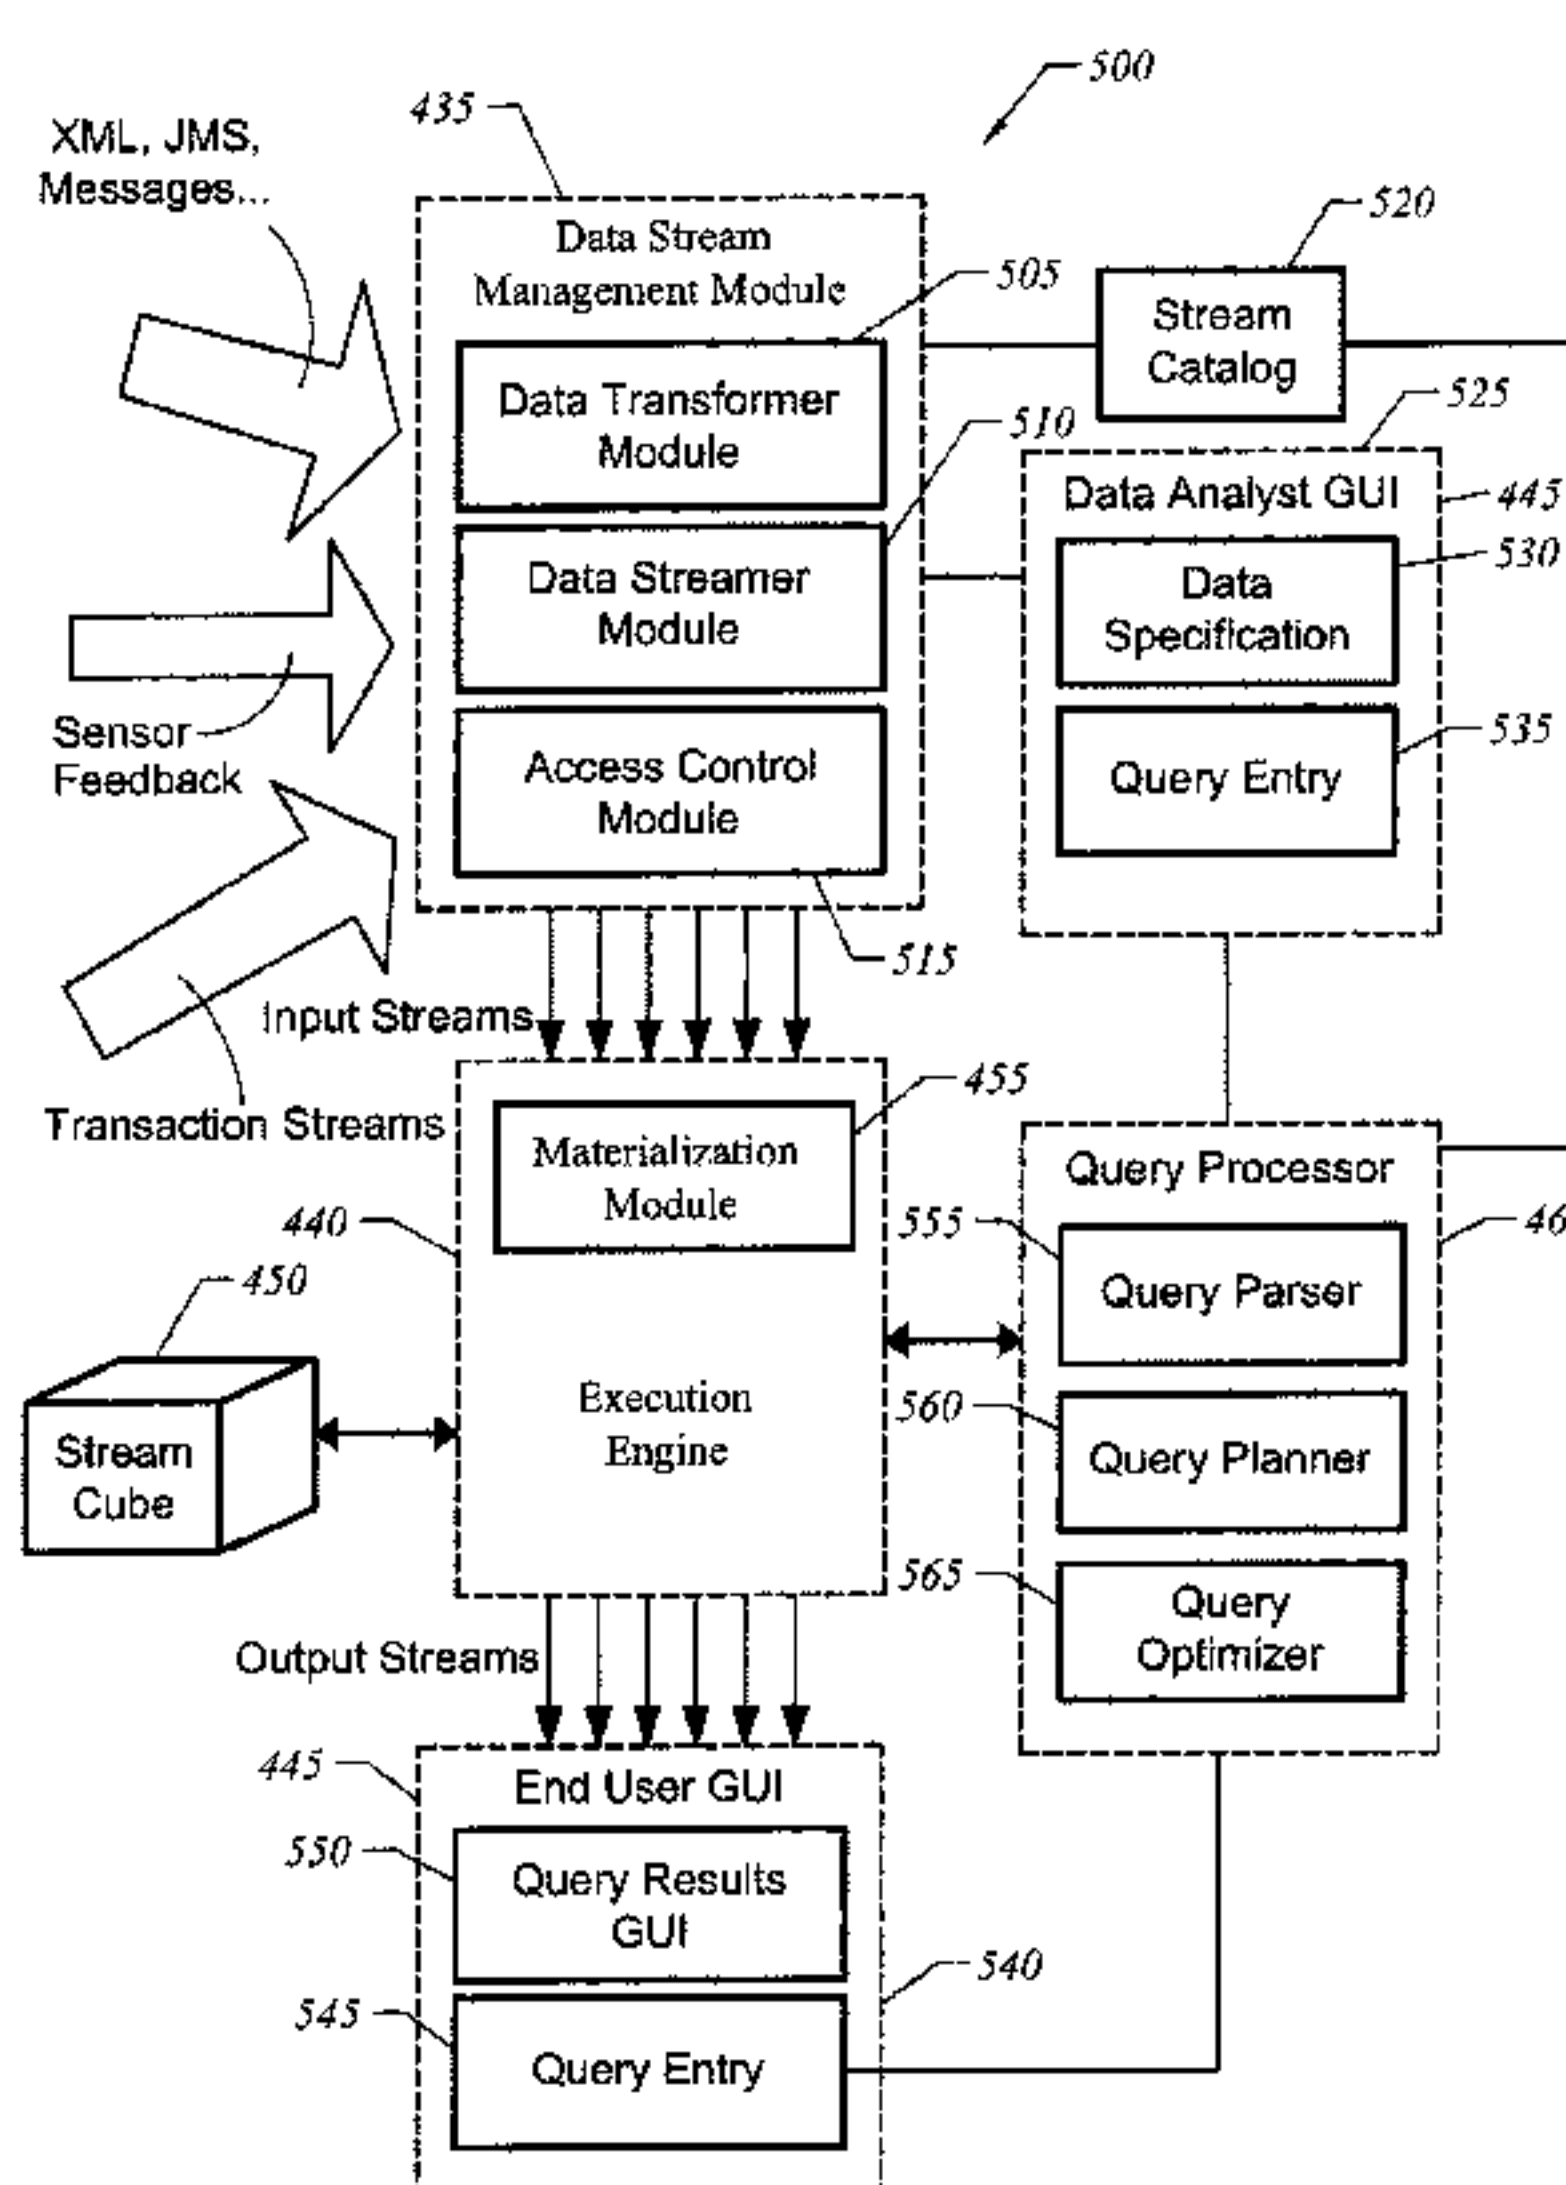 500
435
XML, JMS,
Messages...
520
Data Stream
Management Module
505
Stream
Catalog
Data Transformer
Module
525
510
Data Analyst GUI
445
530
Data Streamer
Module
Data
Specification
Sensor
Feedback
535
Access Control
Module
Query Entry
515
Input Streams
455
Transaction Streams
Materialization
Module
Query Processor
440
555
46
450
Query Parser
Execution
Engine
560
Stream
Cube
Query Planner
565
Query
Optimizer
Output Streams
445
End User GUI
550
Query Results
GUI
540
545
Query Entry